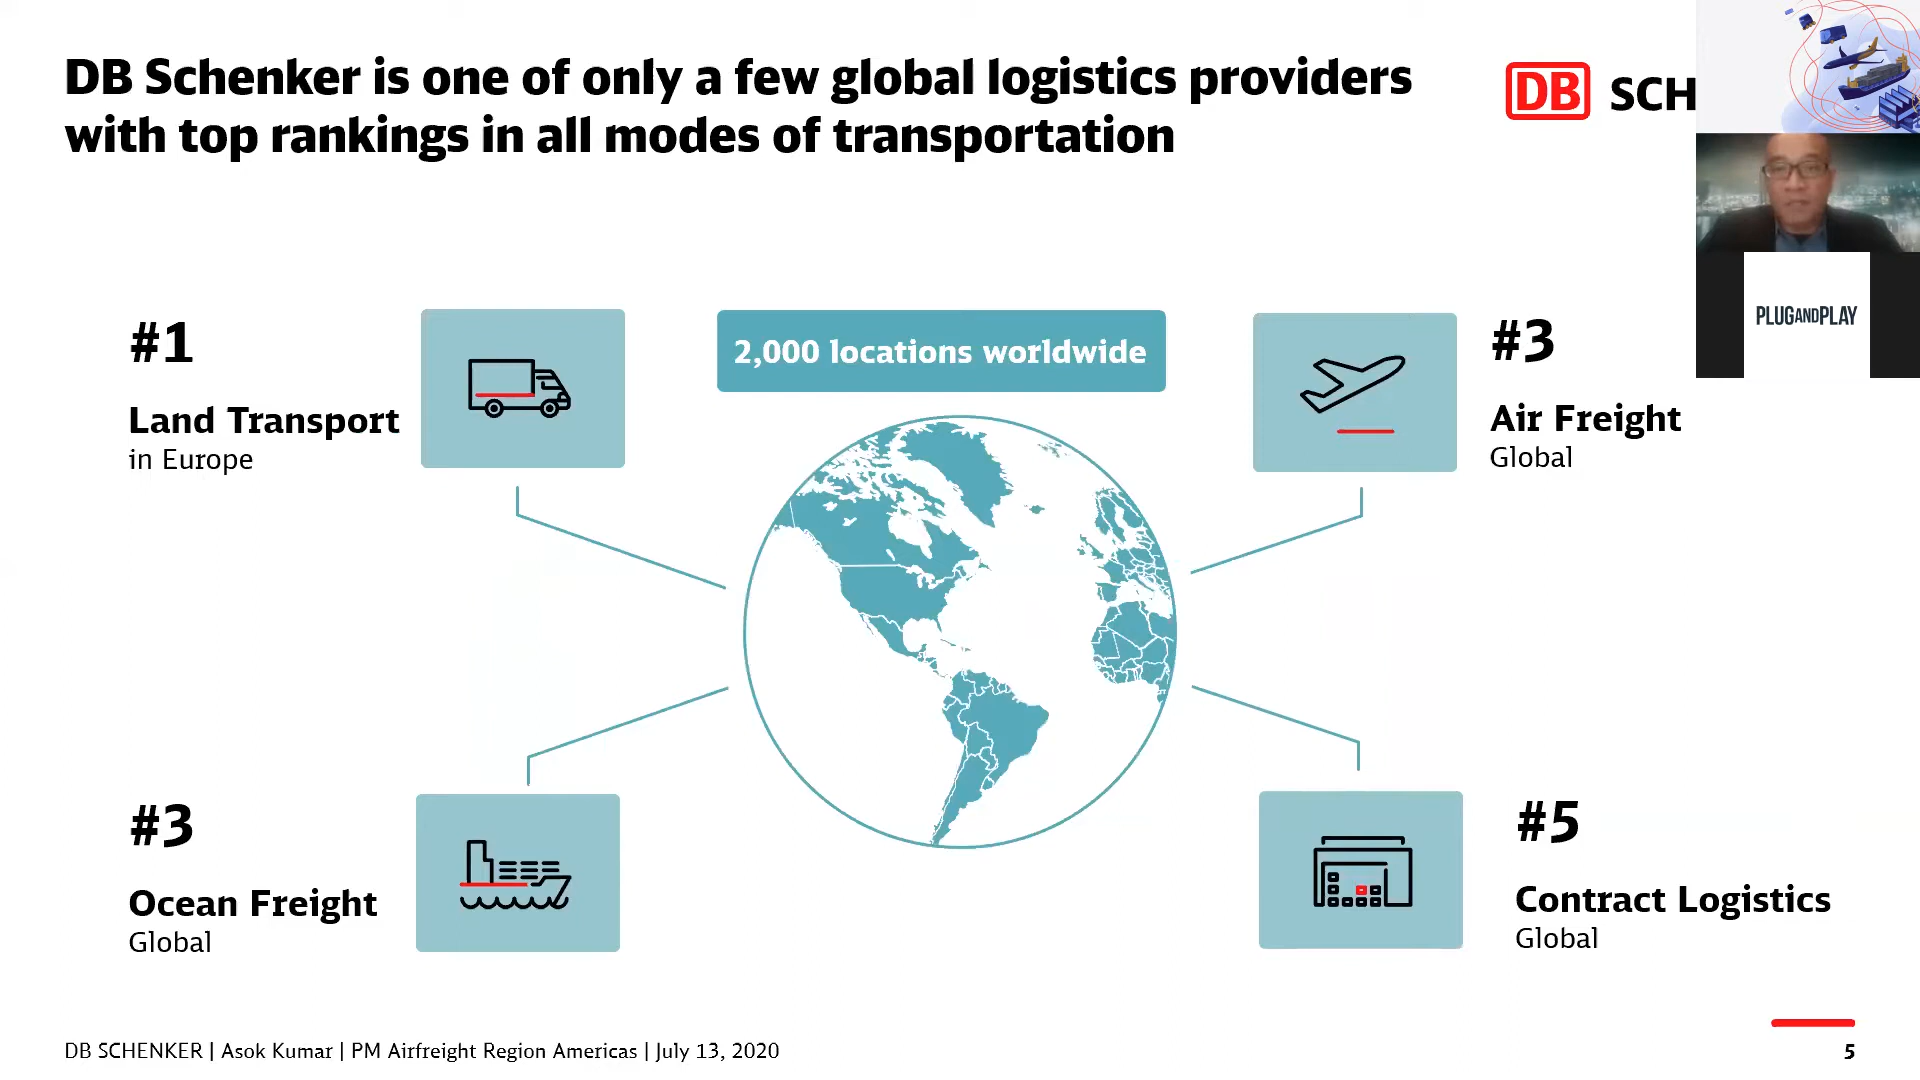 DB Schenker is one of only a few global logistics providers
with top rankings in all modes of transportation
DB SCH
PLUGANDPLAY
#1
Land Transport
in Europe
2,000 locations worldwide
#3
Air Freight
Global
#3
Ocean Freight
Global
#5
Contract Logistics
Global
DB SCHENKER | Asok Kumar | PM Airfreight Region Americas | July 13, 2020
5